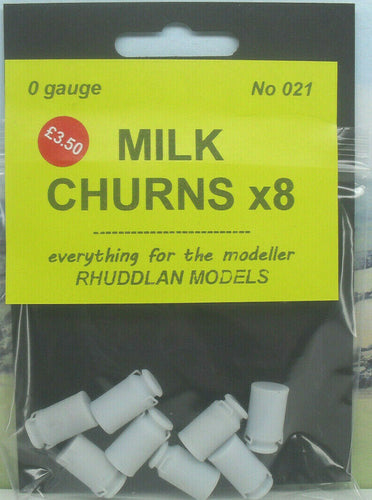 0 gauge No 021
£3.50
MILK
CHURNS x8
everything for the modeller
RHUDDLAN MODELS